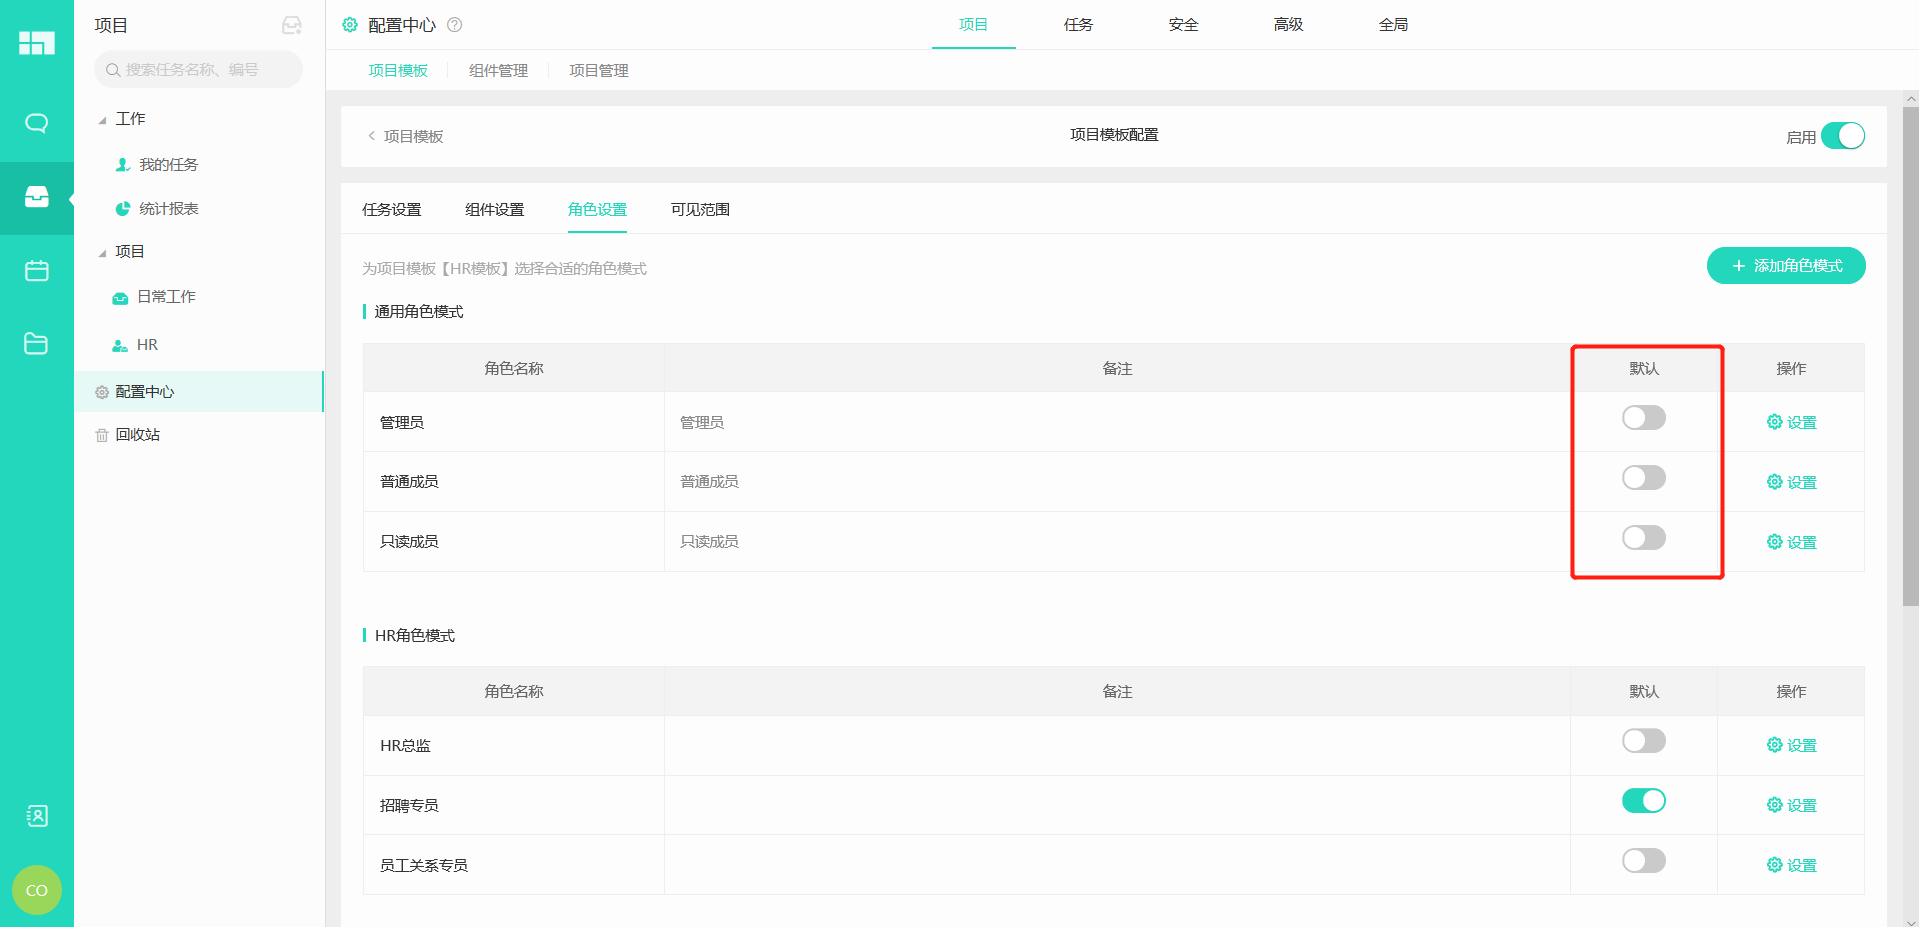 项目
搜索任务名称、编号
工作
我的任务
统计报表
项目
日常工作
HR
配置中心
回收站
CO
配置中心
项目 任务 安全 高级 全局
项目模板 组件管理 项目管理
< 项目模板
项目模板配置
启用
任务设置 组件设置 角色设置 可见范围
为项目模板【HR模板】选择合适的角色模式
+ 添加角色模式
通用角色模式
角色名称 备注 默认 操作
管理员 管理员 设置
普通成员 普通成员 设置
只读成员 只读成员 设置
HR角色模式
角色名称 备注 默认 操作
HR总监 设置
招聘专员 设置
员工关系专员 设置